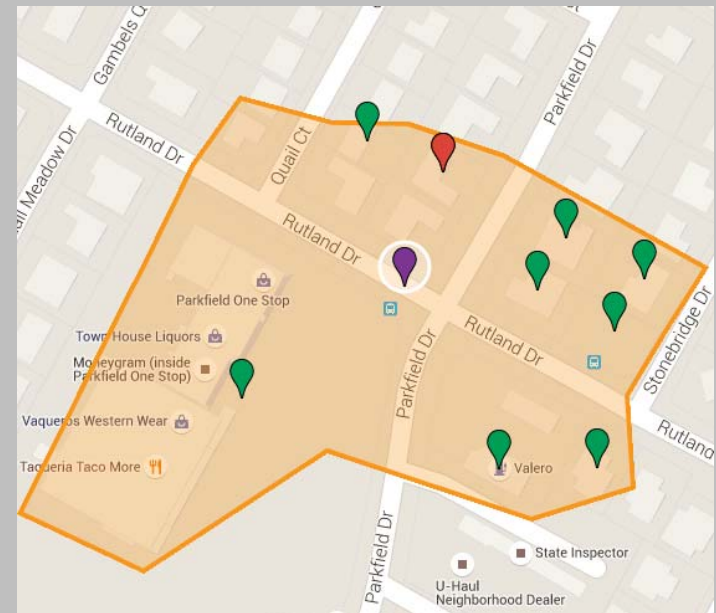 Gambels Q
Parkfield Dr
Rutland Dr
Quail Ct
Meadow Dr
Rutland Dr
Parkfield One Stop
Stonebridge Dr
Town House Liquors
Rutland Dr
Moneygram (inside
Parkfield One Stop)
Parkfield Dr
Vaqueros Western Wear
Rutland
Taqueria Taco More
Valero
Parkfield Dr
State Inspector
U-Haul
Neighborhood Dealer